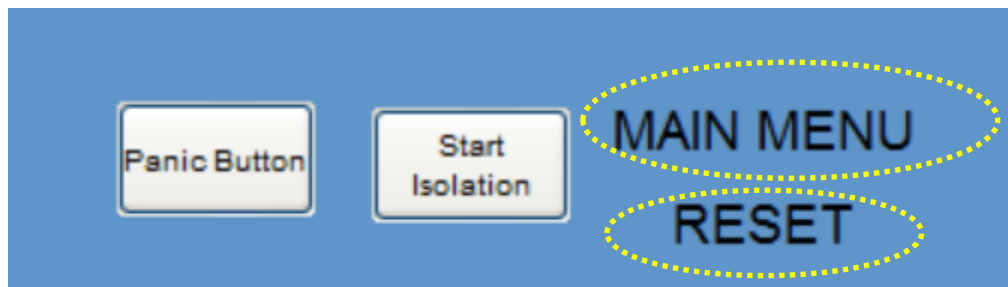 Panic Button
Start
Isolation
MAIN MENU
RESET